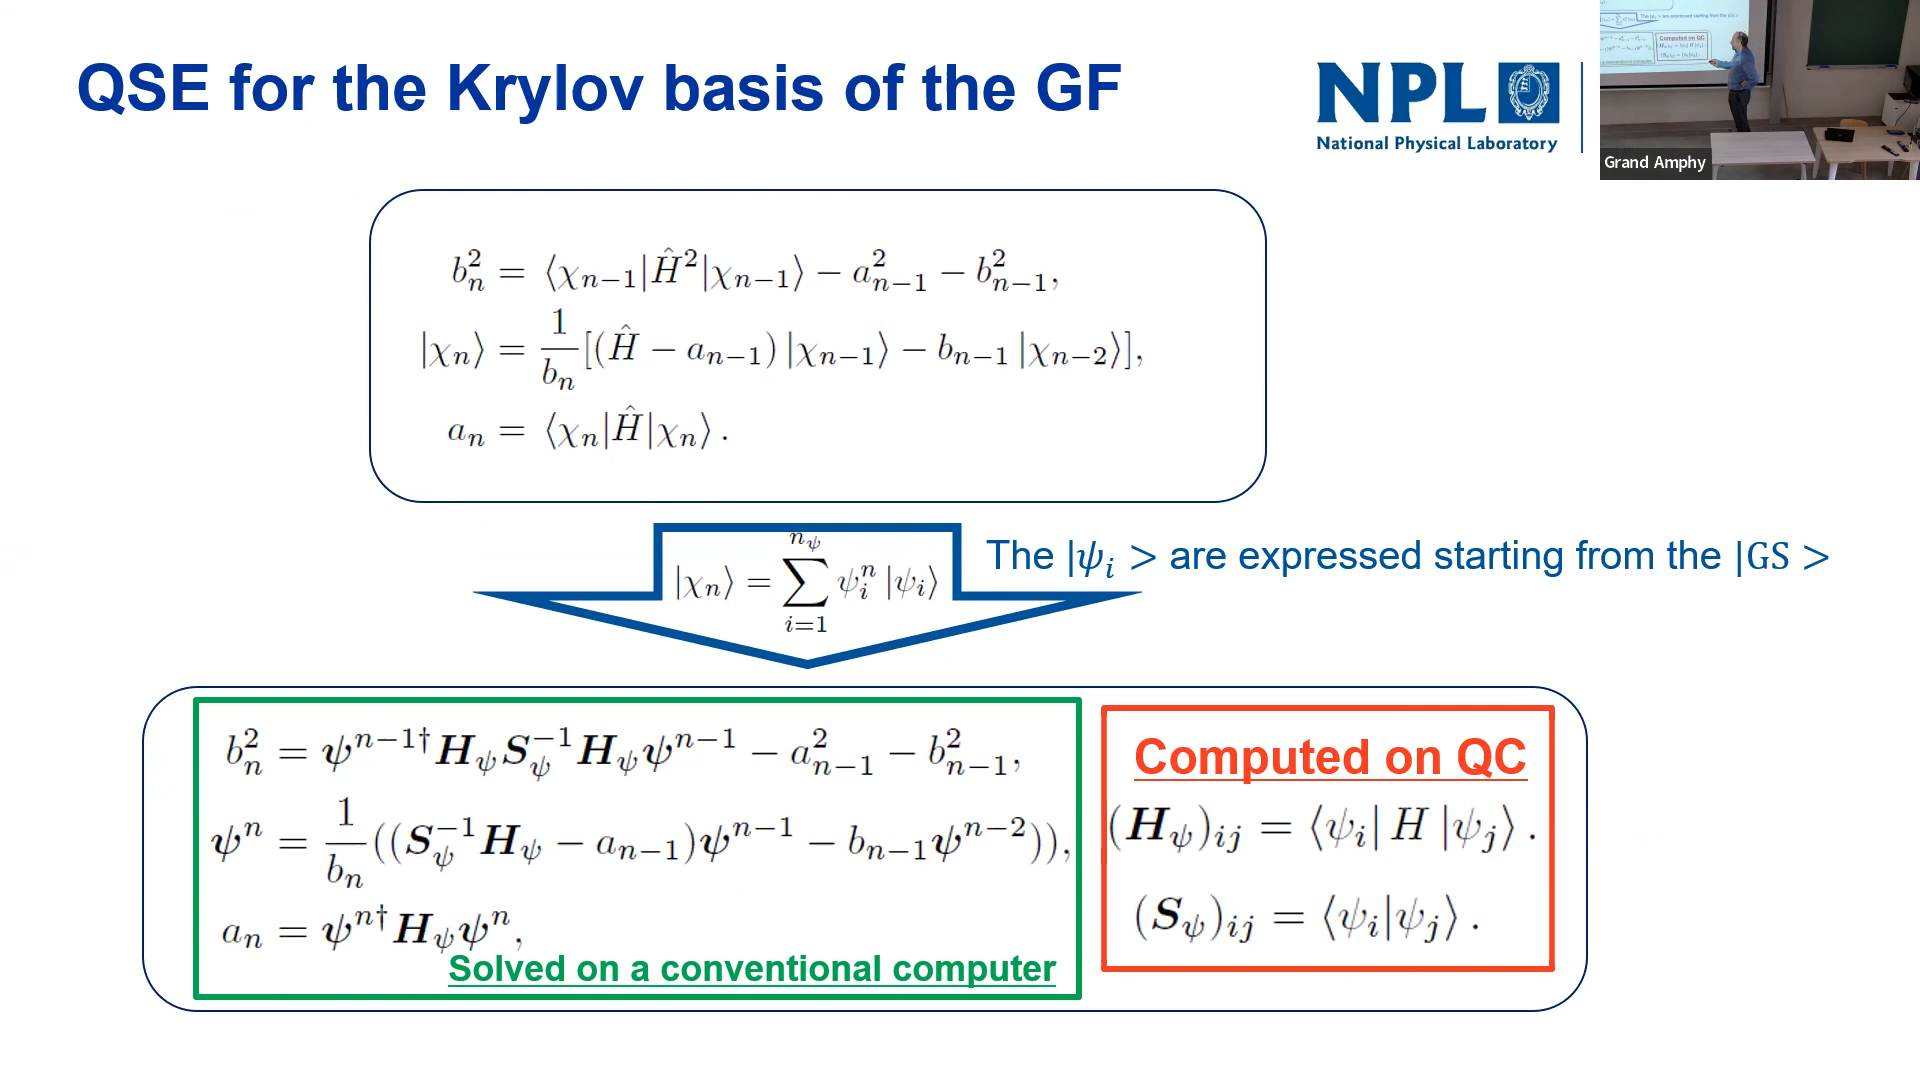 QSE for the Krylov basis of the GF
NPL
National Physical Laboratory
Grand Amphy
b_n^2 = ⟨χ_{n−1}|Ĥ^2|χ_{n−1}⟩ − a_{n−1}^2 − b_{n−1}^2,
|χ_n⟩ = 1/b_n [(Ĥ − a_{n−1}) |χ_{n−1}⟩ − b_{n−1} |χ_{n−2}⟩],
a_n = ⟨χ_n|Ĥ|χ_n⟩.
|χ_n⟩ = ∑_{i=1}^{n_ψ} ψ_i^n |ψ_i⟩
The |ψ_i > are expressed starting from the |GS >
b_n^2 = ψ^{n−1†} H_ψ S_ψ^{−1} H_ψ ψ^{n−1} − a_{n−1}^2 − b_{n−1}^2,
ψ^n = 1/b_n ((S_ψ^{−1} H_ψ − a_{n−1})ψ^{n−1} − b_{n−1}ψ^{n−2})),
a_n = ψ^{n†} H_ψ ψ^n,
Solved on a conventional computer
Computed on QC
(H_ψ)_{ij} = ⟨ψ_i| H |ψ_j⟩.
(S_ψ)_{ij} = ⟨ψ_i|ψ_j⟩.